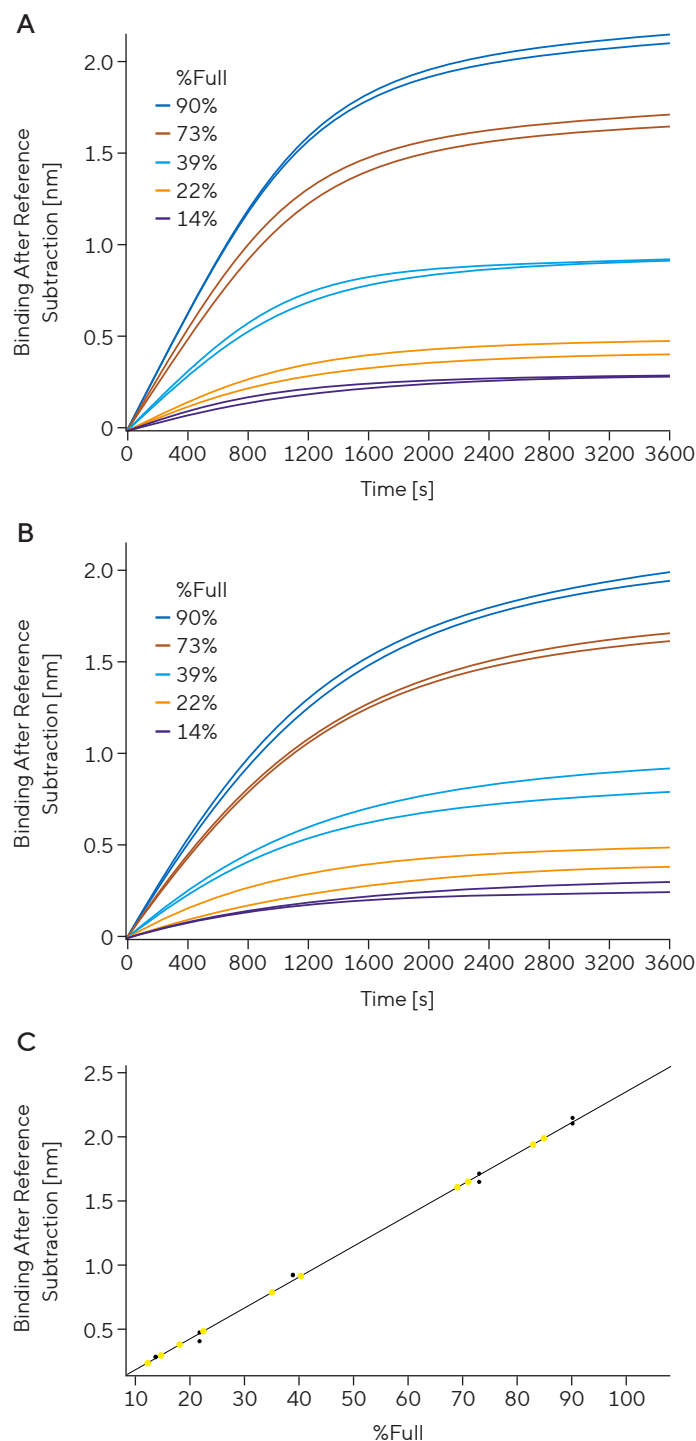 A
Binding After Reference
Subtraction [nm]
2.0
1.5
1.0
0.5
0
%Full
90%
73%
39%
22%
14%
0 400 800 1200 1600 2000 2400 2800 3200 3600
Time [s]
B
Binding After Reference
Subtraction [nm]
2.0
1.5
1.0
0.5
0
%Full
90%
73%
39%
22%
14%
0 400 800 1200 1600 2000 2400 2800 3200 3600
Time [s]
C
Binding After Reference
Subtraction [nm]
2.5
2.0
1.5
1.0
0.5
10 20 30 40 50 60 70 80 90 100
%Full